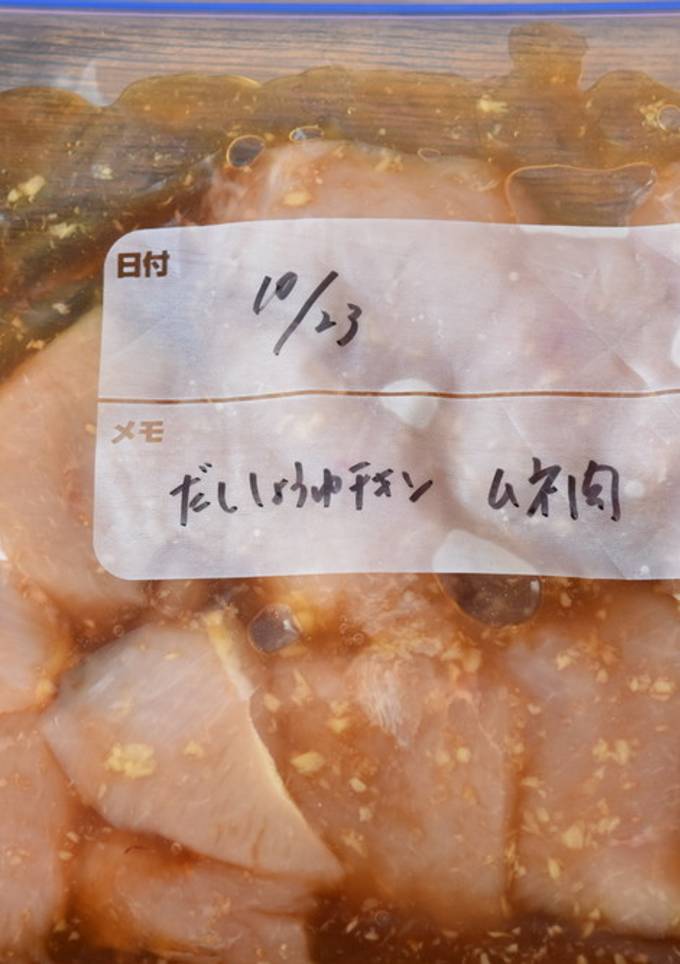 日付
10/23
メモ
だししょうゆチキン ムネ肉